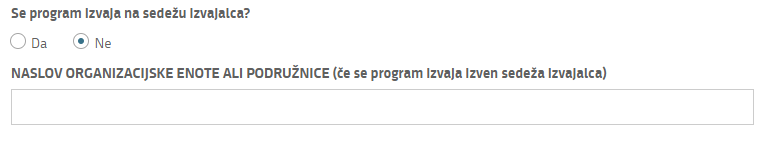 Se program izvaja na sedežu izvajalca?
Da Ne
NASLOV ORGANIZACIJSKE ENOTE ALI PODRUŽNICE (če se program izvaja izven sedeža izvajalca)